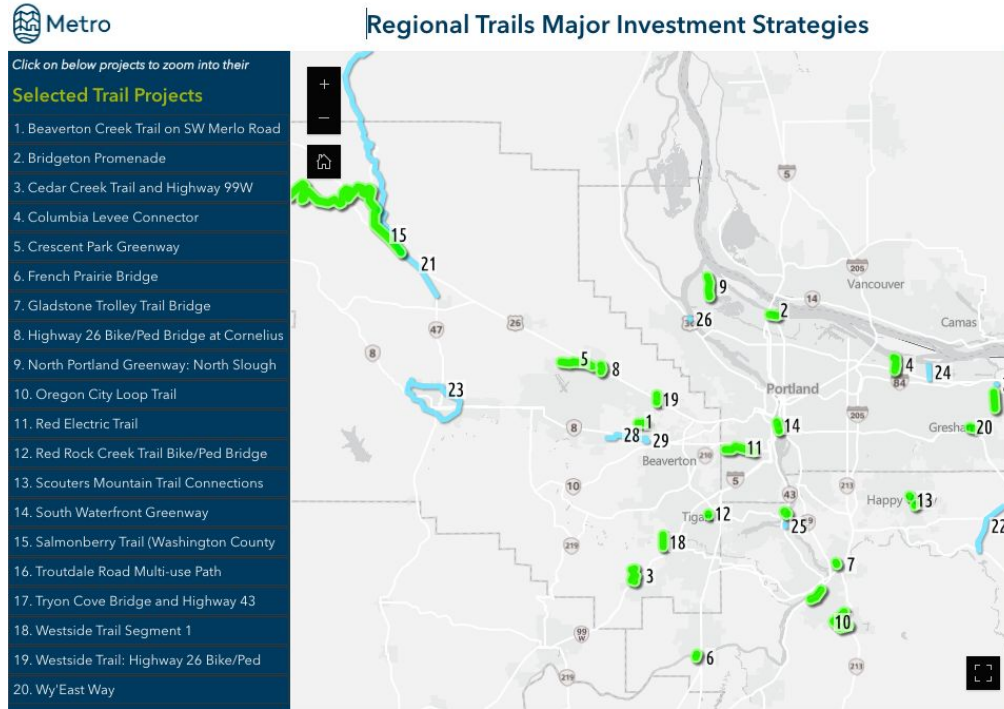 Metro
Regional Trails Major Investment Strategies
Click on below projects to zoom into their
Selected Trail Projects
1. Beaverton Creek Trail on SW Merlo Road
2. Bridgeton Promenade
3. Cedar Creek Trail and Highway 99W
4. Columbia Levee Connector
5. Crescent Park Greenway
6. French Prairie Bridge
7. Gladstone Trolley Trail Bridge
8. Highway 26 Bike/Ped Bridge at Cornelius
9. North Portland Greenway: North Slough
10. Oregon City Loop Trail
11. Red Electric Trail
12. Red Rock Creek Trail Bike/Ped Bridge
13. Scouters Mountain Trail Connections
14. South Waterfront Greenway
15. Salmonberry Trail (Washington County
16. Troutdale Road Multi-use Path
17. Tryon Cove Bridge and Highway 43
18. Westside Trail Segment 1
19. Westside Trail: Highway 26 Bike/Ped
20. Wy'East Way
+
−
5
15
21
205
Vancouver
9
14
47
26
26
2
Camas
8
5
8
4
24
84
23
19
Portland
205
8
1
14
Gresha
20
28
29
Beaverton
210
11
10
5
213
43
Happy
13
Tiga
12
25
22
219
18
3
7
99
W
10
6
219
213